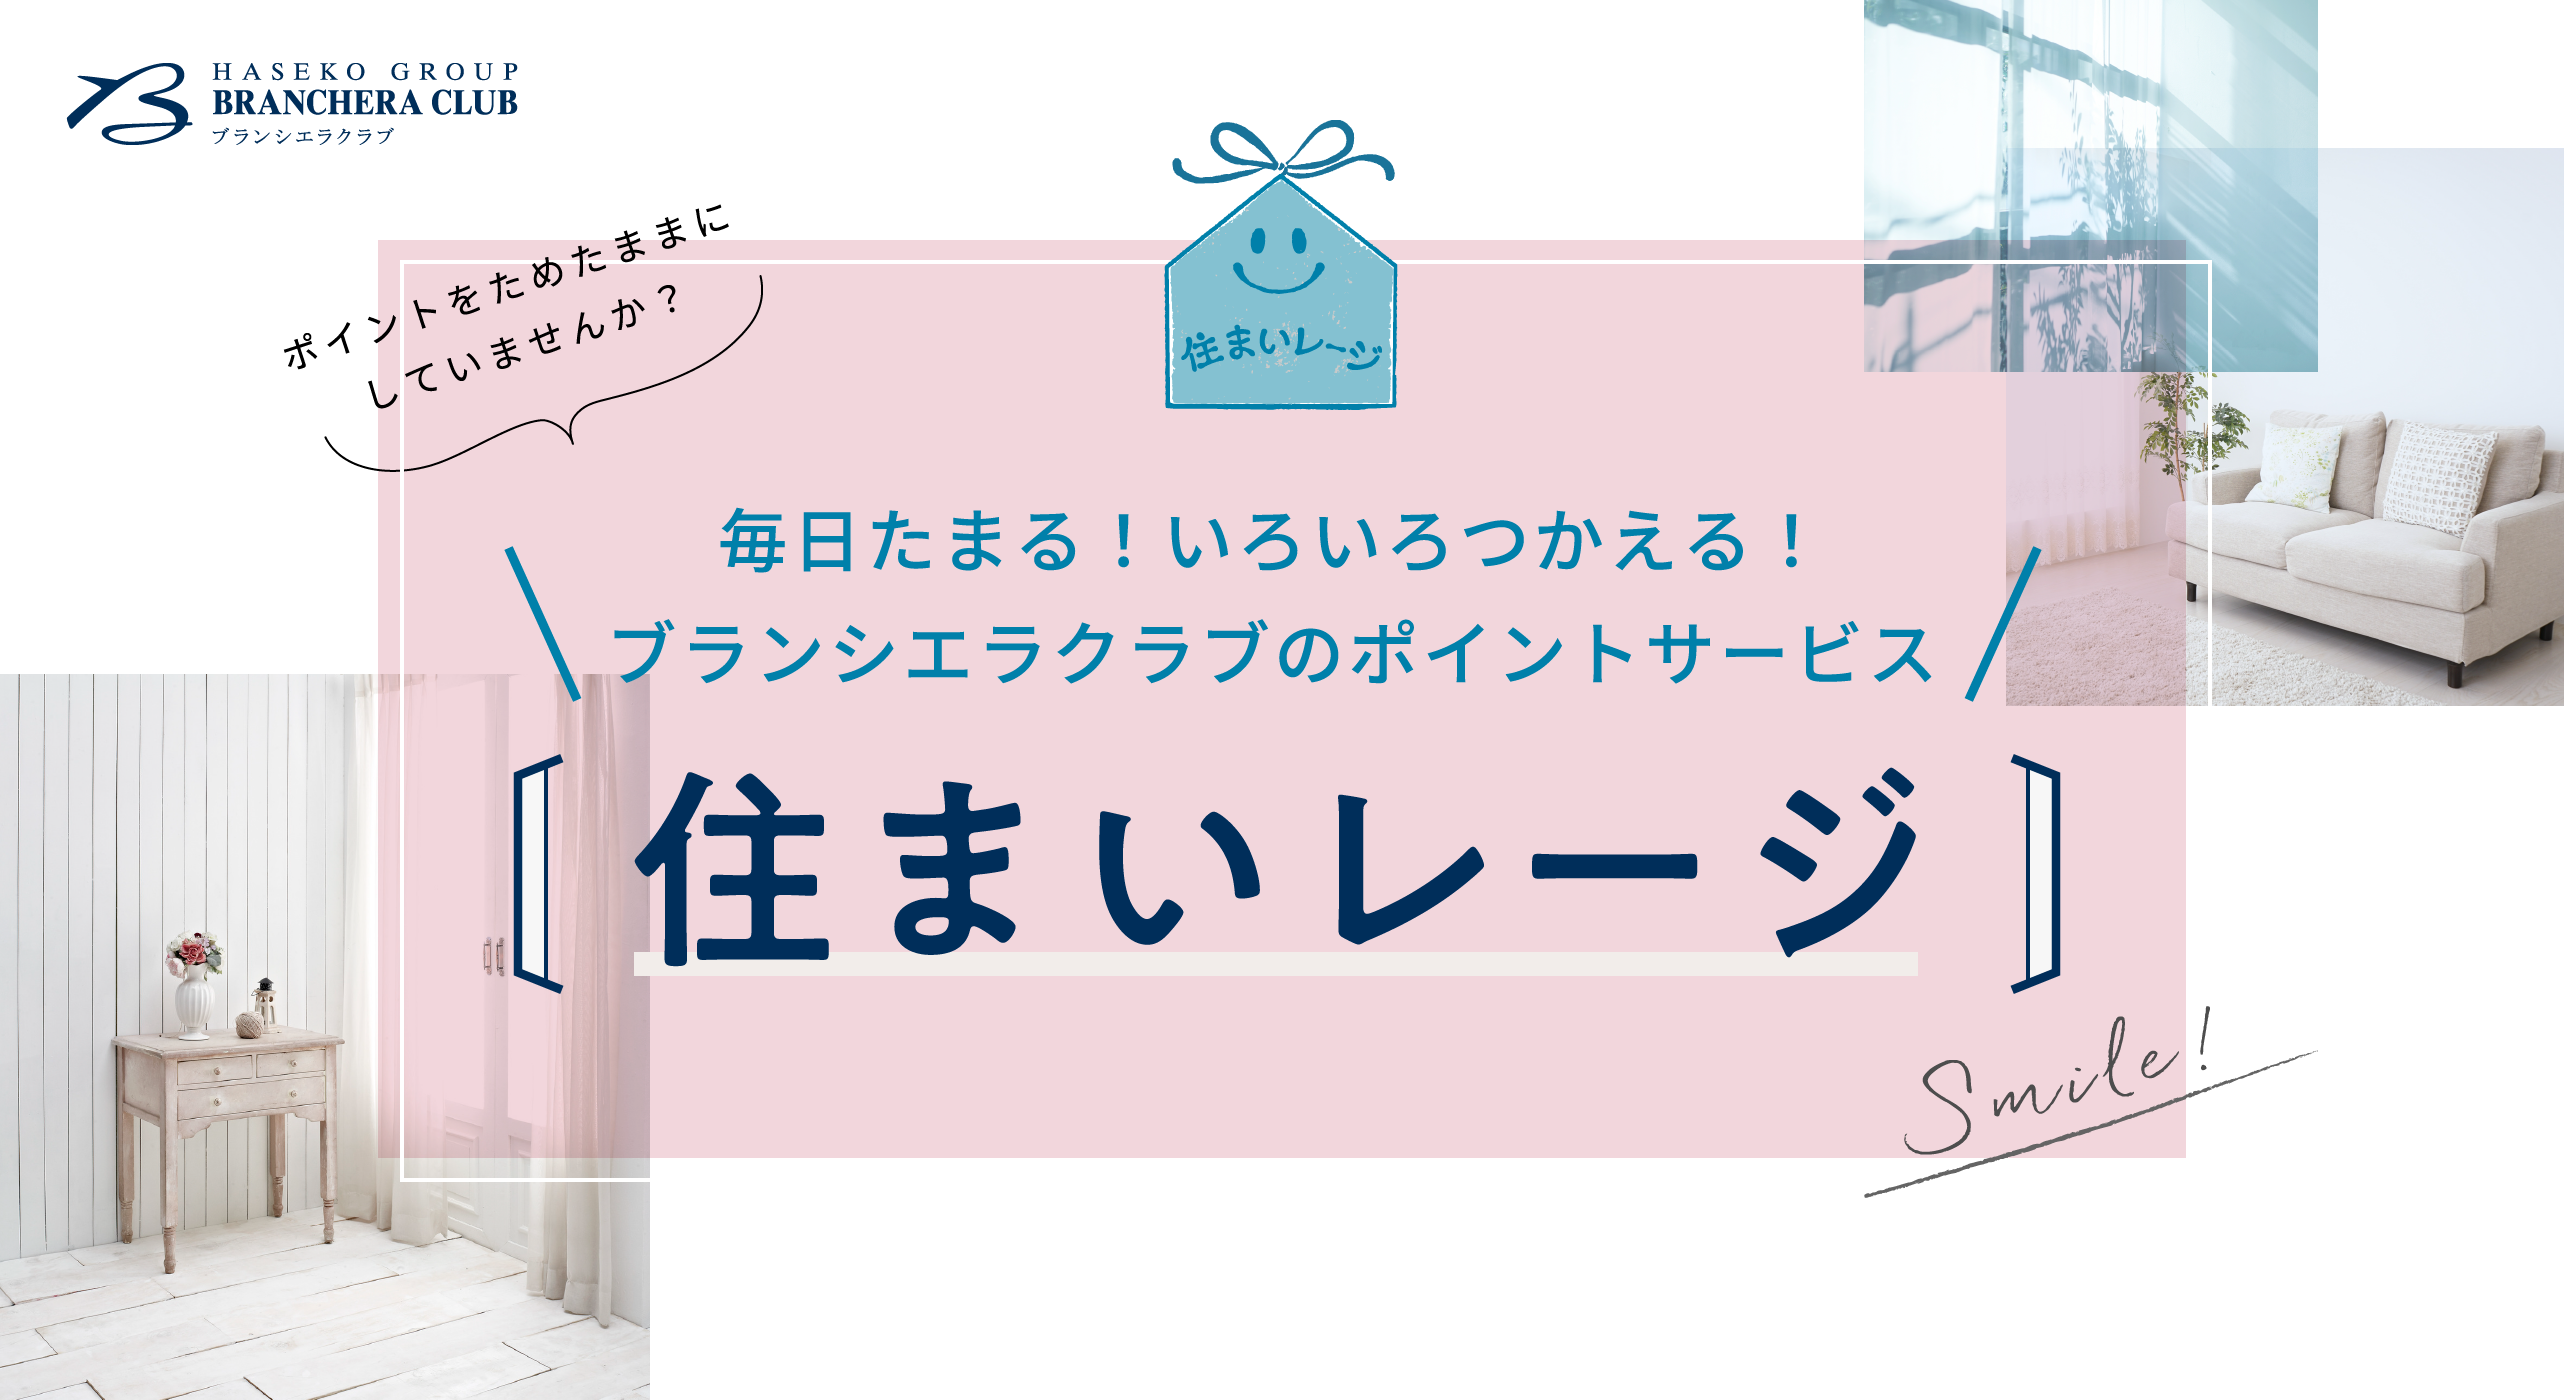 HASEKO GROUP
BRANCHERA CLUB
ブランシエラクラブ
ポイントをためたままに
していませんか？
住まいレージ
毎日たまる！いろいろつかえる！
ブランシエラクラブのポイントサービス
住まいレージ
Smile!